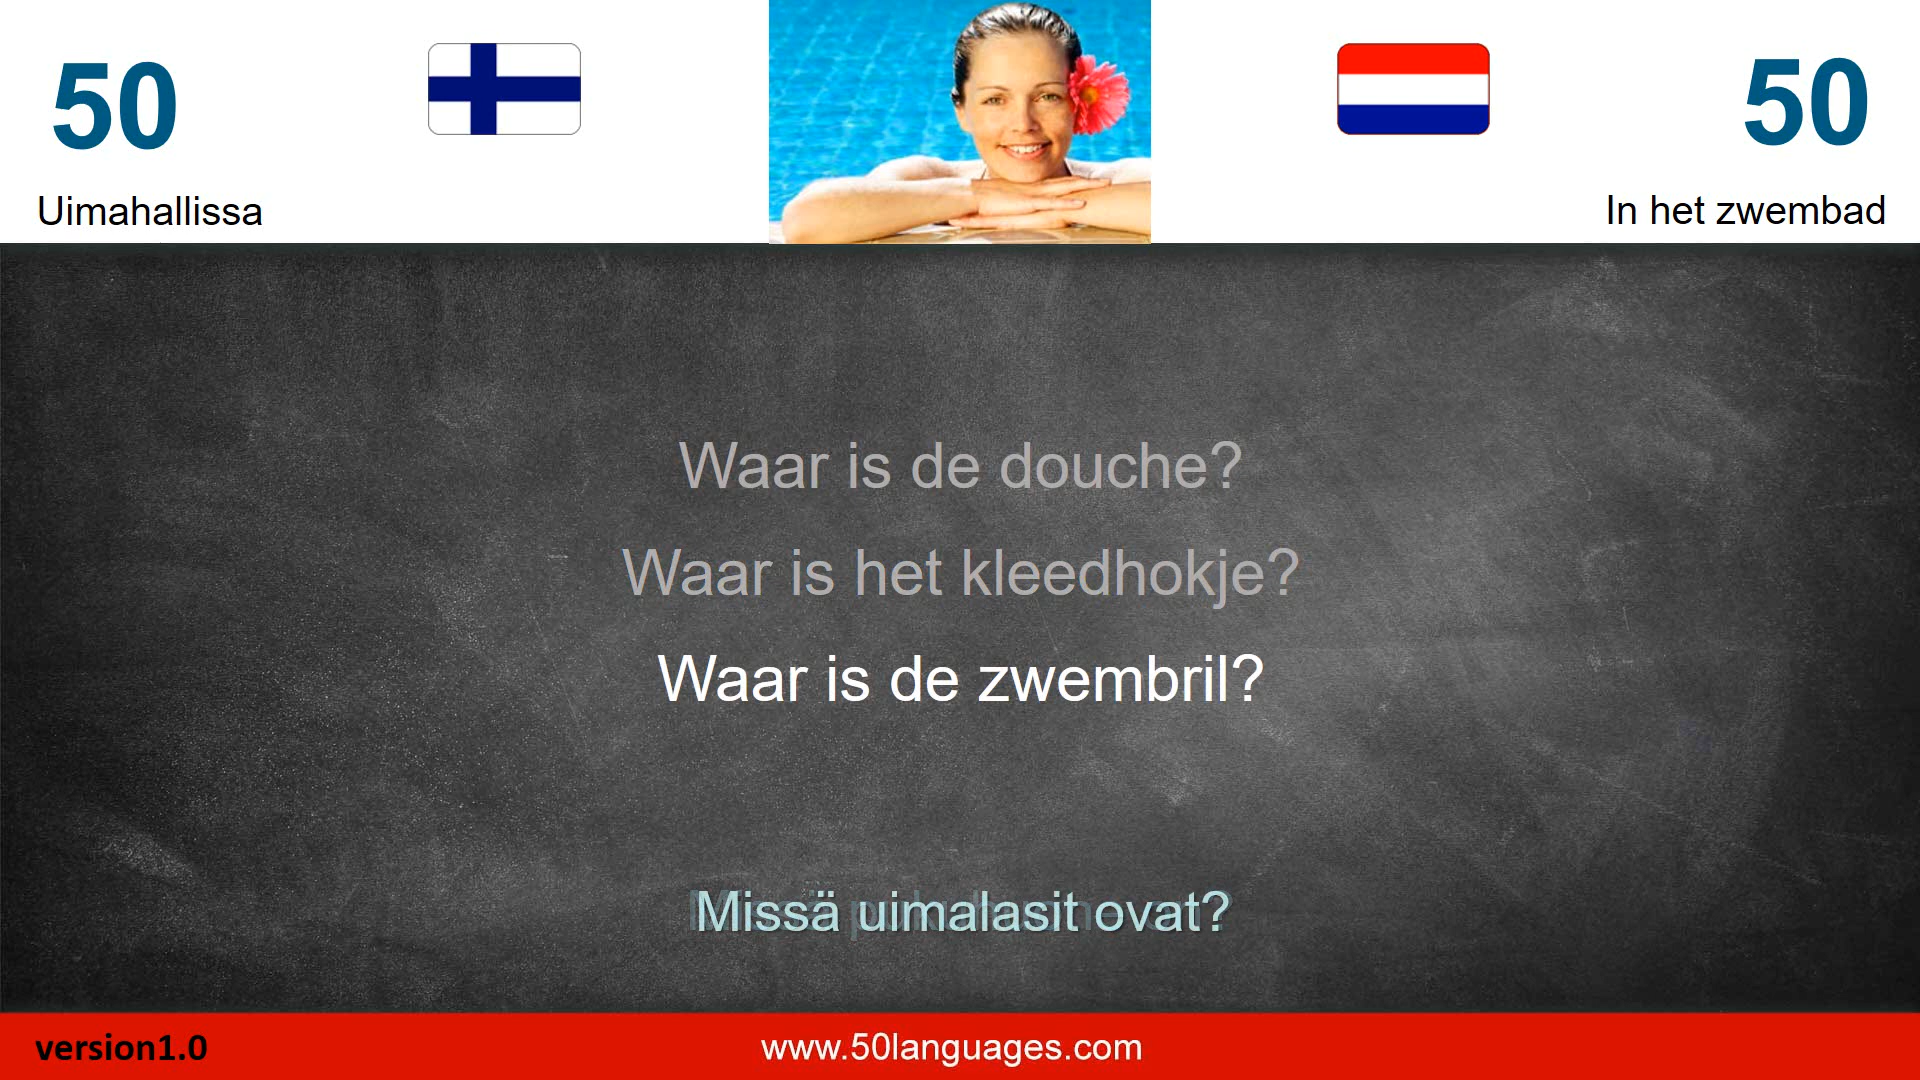 50
50
Uimahallissa
In het zwembad
Waar is de douche?
Waar is het kleedhokje?
Waar is de zwembril?
Missä uimalasit ovat?
version1.0
www.50languages.com